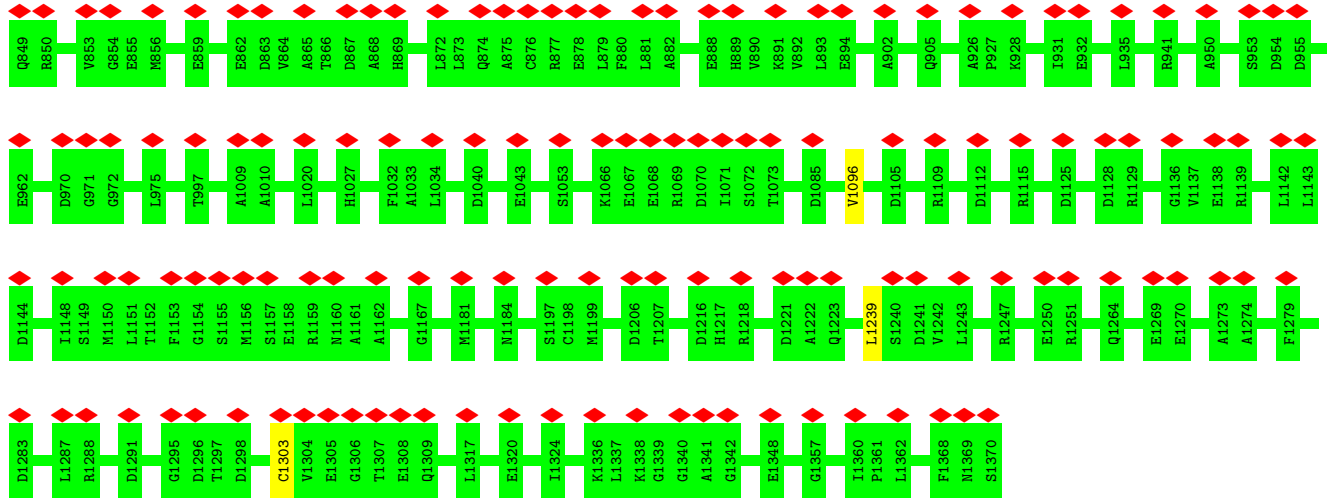 Q849 R850 V853 G854 E855 M856 E859 E862 D863 V864 A865 T866 D867 A868 H869 L872 L873 Q874 A875 C876 R877 E878 L879 F880 L881 A882 E888 H889 V890 K891 V892 L893 E894 A902 Q905 A926 P927 K928 I931 E932 L935 R941 A950 S953 D954 D955
E962 D970 G971 G972 L975 T997 A1009 A1010 L1020 H1027 F1032 A1033 L1034 D1040 E1043 S1053 K1066 E1067 E1068 R1069 D1070 I1071 S1072 T1073 D1085 V1096 D1105 R1109 D1112 R1115 D1125 D1128 R1129 G1136 V1137 E1138 R1139 L1142 L1143
D1144 I1148 S1149 M1150 L1151 T1152 F1153 G1154 S1155 M1156 S1157 E1158 R1159 N1160 A1161 A1162 G1167 M1181 N1184 S1197 C1198 M1199 D1206 T1207 D1216 H1217 R1218 D1221 A1222 Q1223 L1239 S1240 D1241 V1242 L1243 R1247 E1250 R1251 Q1264 E1269 E1270 A1273 A1274 F1279
D1283 L1287 R1288 D1291 G1295 D1296 T1297 D1298 C1303 V1304 E1305 G1306 T1307 E1308 Q1309 L1317 E1320 I1324 K1336 L1337 K1338 G1339 G1340 A1341 G1342 E1348 G1357 I1360 P1361 L1362 F1368 N1369 S1370